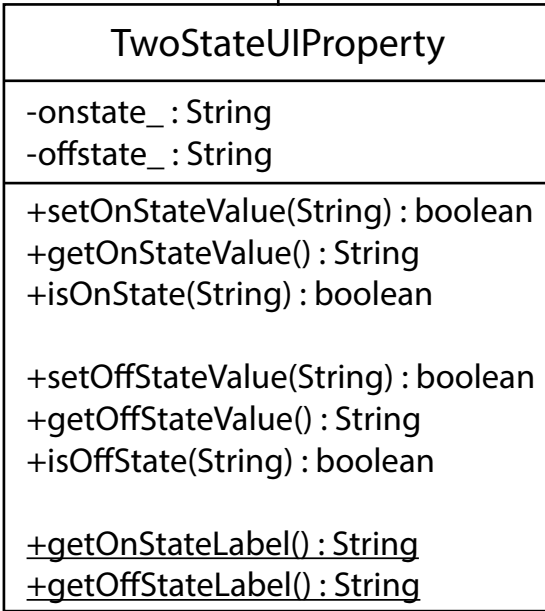 TwoStateUIProperty
-onstate_ : String
-offstate_ : String
+setOnStateValue(String) : boolean
+getOnStateValue() : String
+isOnState(String) : boolean
+setOffStateValue(String) : boolean
+getOffStateValue() : String
+isOffState(String) : boolean
+getOnStateLabel() : String
+getOffStateLabel() : String